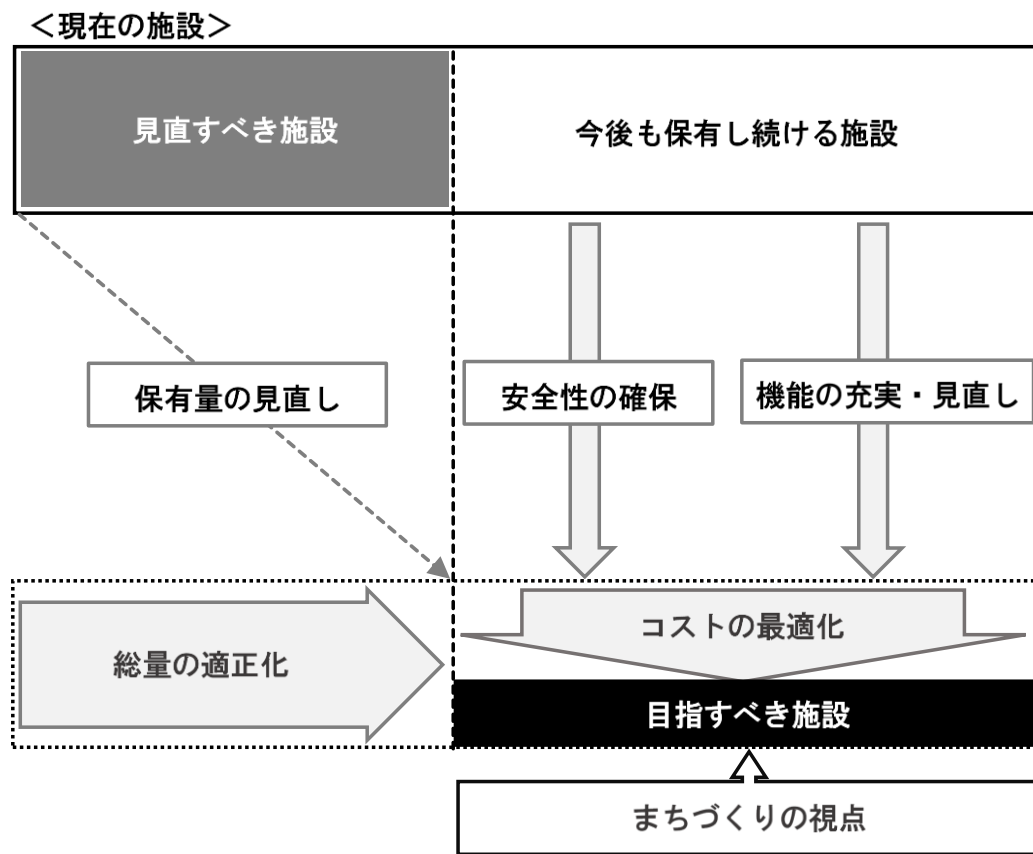 ＜現在の施設＞
見直すべき施設
今後も保有し続ける施設
保有量の見直し
安全性の確保
機能の充実・見直し
総量の適正化
コストの最適化
目指すべき施設
まちづくりの視点